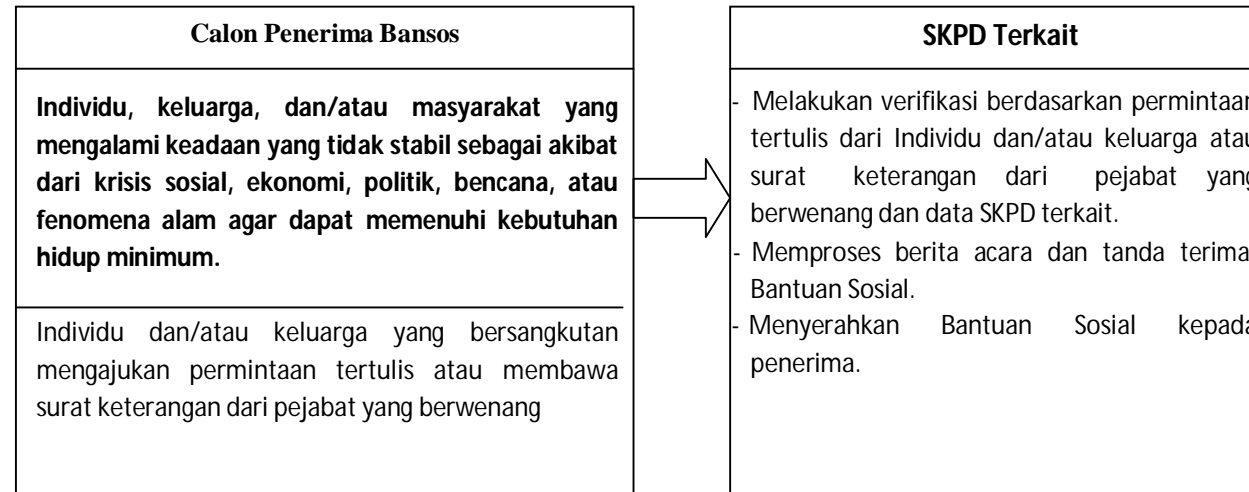 Calon Penerima Bansos
Individu, keluarga, dan/atau masyarakat yang
mengalami keadaan yang tidak stabil sebagai akibat
dari krisis sosial, ekonomi, politik, bencana, atau
fenomena alam agar dapat memenuhi kebutuhan
hidup minimum.
Individu dan/atau keluarga yang bersangkutan
mengajukan permintaan tertulis atau membawa
surat keterangan dari pejabat yang berwenang
SKPD Terkait
- Melakukan verifikasi berdasarkan permintaan
tertulis dari Individu dan/atau keluarga atau
surat keterangan dari pejabat yang
berwenang dan data SKPD terkait.
- Memproses berita acara dan tanda terima
Bantuan Sosial.
- Menyerahkan Bantuan Sosial kepada
penerima.